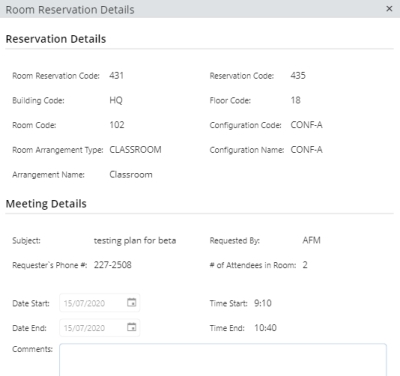 Room Reservation Details ×
Reservation Details
Room Reservation Code: 431 Reservation Code: 435
Building Code: HQ Floor Code: 18
Room Code: 102 Configuration Code: CONF-A
Room Arrangement Type: CLASSROOM Configuration Name: CONF-A
Arrangement Name: Classroom
Meeting Details
Subject: testing plan for beta Requested By: AFM
Requester`s Phone #: 227-2508 # of Attendees in Room: 2
Date Start: 15/07/2020 Time Start: 9:10
Date End: 15/07/2020 Time End: 10:40
Comments: